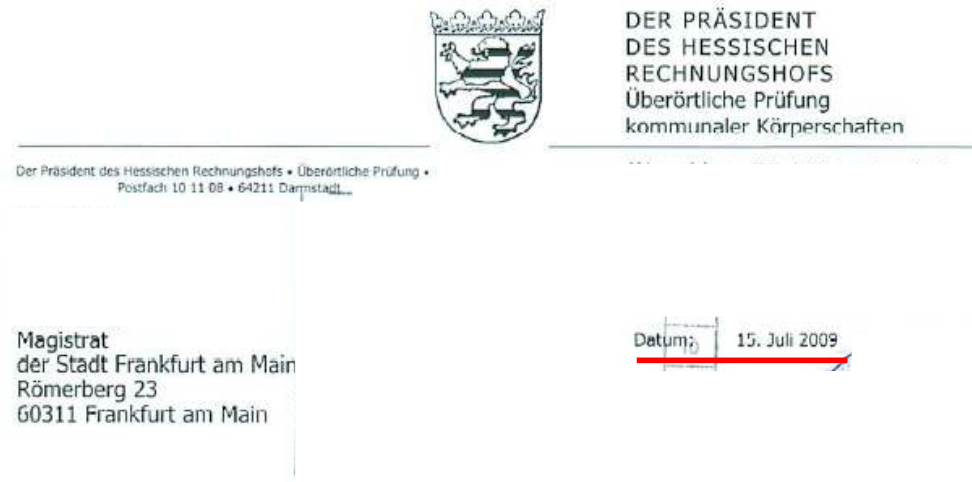 DER PRÄSIDENT
DES HESSISCHEN
RECHNUNGSHOFS
Überörtliche Prüfung
kommunaler Körperschaften
Der Präsident des Hessischen Rechnungshofs • Überörtliche Prüfung •
Postfach 10 11 08 • 64211 Darmstadt
Magistrat
der Stadt Frankfurt am Main
Römerberg 23
60311 Frankfurt am Main
Datum: 15. Juli 2009